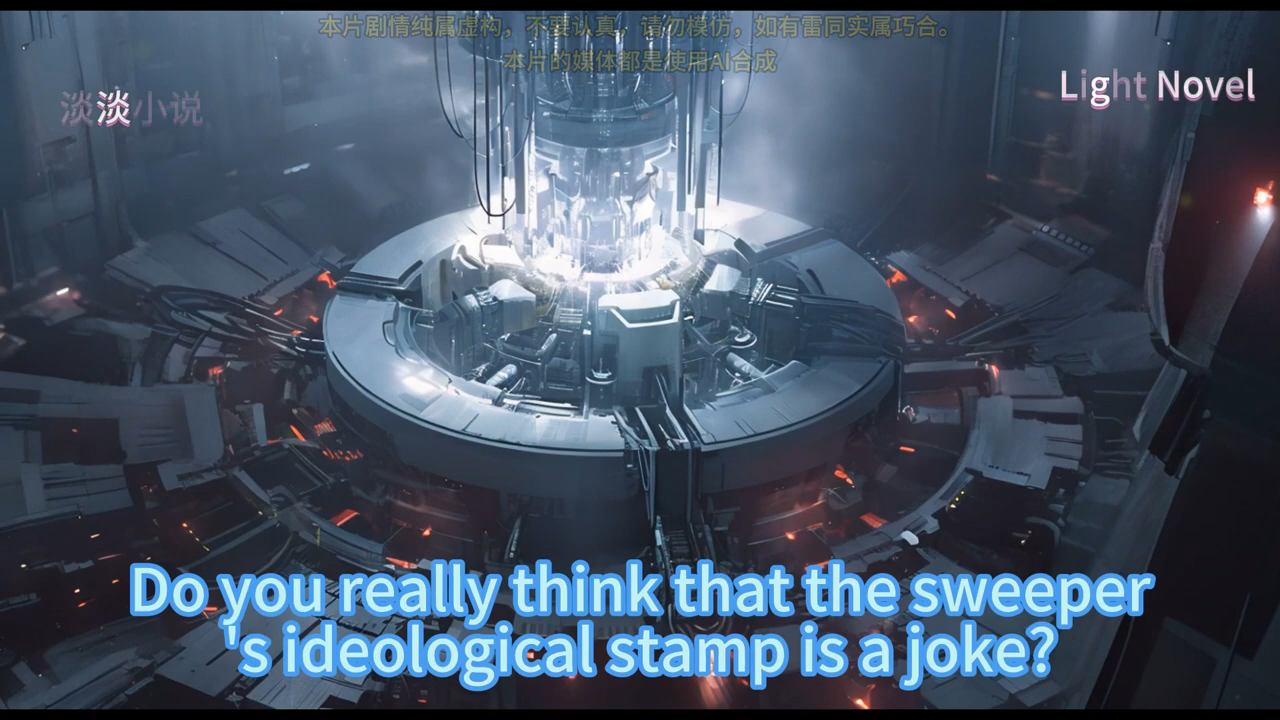 本片剧情纯属虚构，不要认真，请勿模仿，如有雷同实属巧合。
本片的媒体都是使用AI合成
淡淡小说
Light Novel
Do you really think that the sweeper
's ideological stamp is a joke?